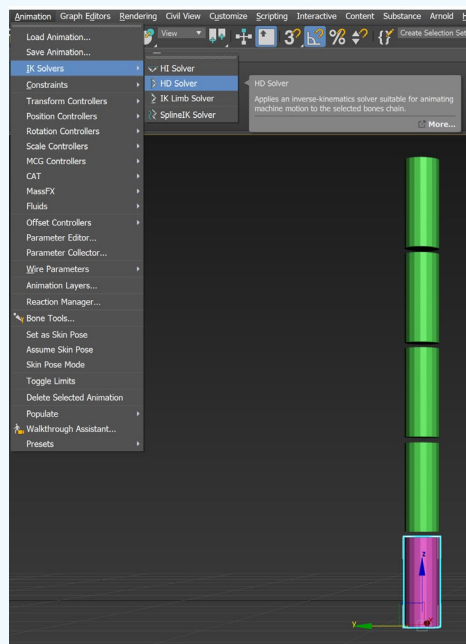 Animation Graph Editors Rendering Civil View Customize Scripting Interactive Content Substance Arnold
View
Create Selection Set
Load Animation...
Save Animation...
IK Solvers
Constraints
Transform Controllers
Position Controllers
Rotation Controllers
Scale Controllers
MCG Controllers
CAT
MassFX
Fluids
Offset Controllers
Parameter Editor...
Parameter Collector...
Wire Parameters
Animation Layers...
Reaction Manager...
Bone Tools...
Set as Skin Pose
Assume Skin Pose
Skin Pose Mode
Toggle Limits
Delete Selected Animation
Populate
Walkthrough Assistant...
Presets
HI Solver
HD Solver
IK Limb Solver
SplineIK Solver
HD Solver
Applies an inverse-kinematics solver suitable for animating
machine motion to the selected bones chain.
More...
z
y